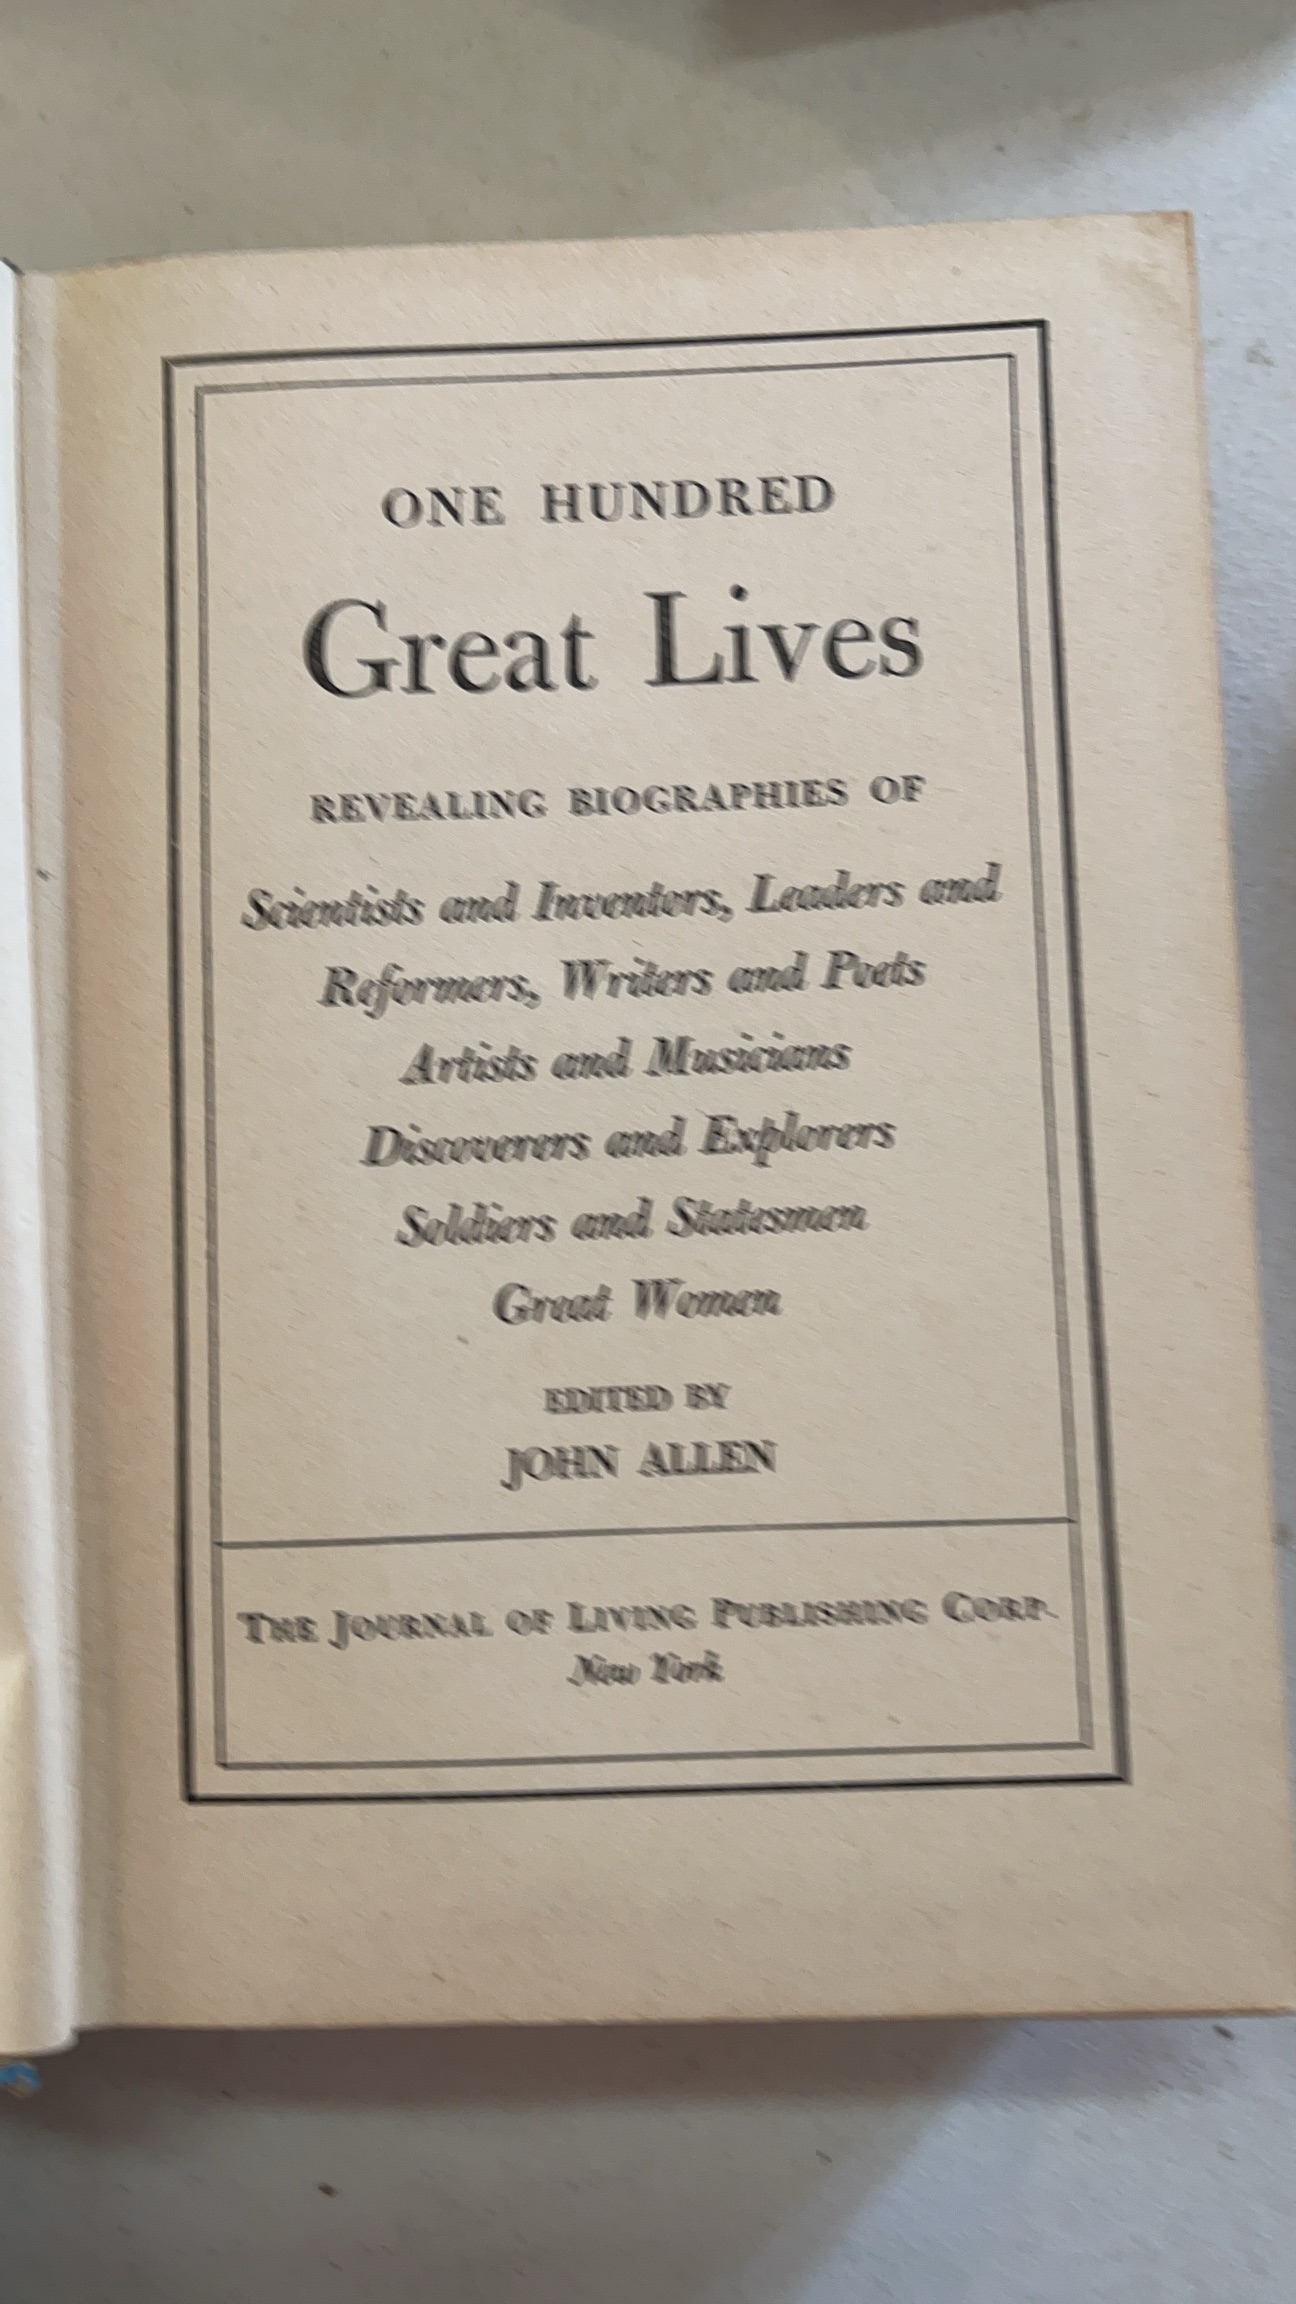 ONE HUNDRED
Great Lives
REVEALING BIOGRAPHIES OF
Scientists and Inventors, Leaders and
Reformers, Writers and Poets
Artists and Musicians
Discoverers and Explorers
Soldiers and Statesmen
Great Women
EDITED BY
JOHN ALLEN
THE JOURNAL OF LIVING PUBLISHING CORP.
New York